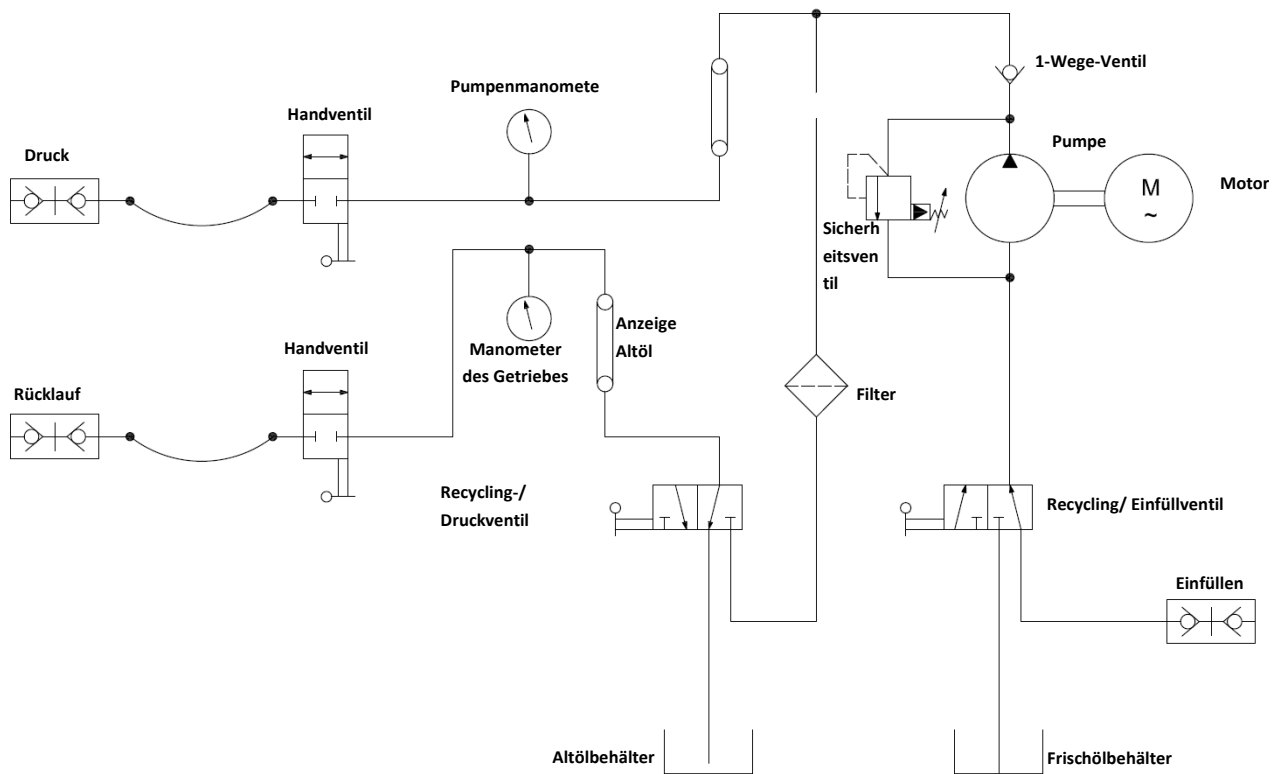 1-Wege-Ventil
Pumpenmanomete
Handventil
Druck
Pumpe
M
~
Motor
Sicherh
eitsven
til
Anzeige
Altöl
Handventil
Manometer
des Getriebes
Rücklauf
Filter
Recycling-/
Druckventil
Recycling/ Einfüllventil
Einfüllen
Altölbehälter
Frischölbehälter